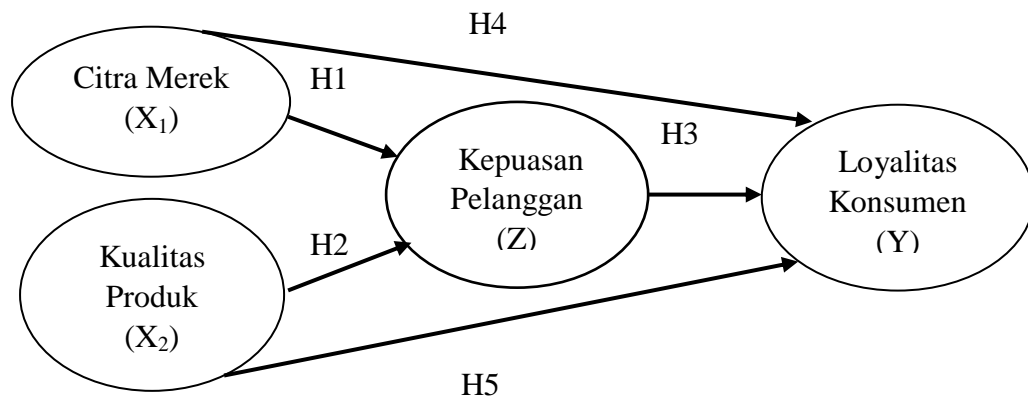 H4
Citra Merek
(X₁)
H1
Kepuasan
Pelanggan
(Z)
H3
Loyalitas
Konsumen
(Y)
Kualitas
Produk
(X₂)
H2
H5